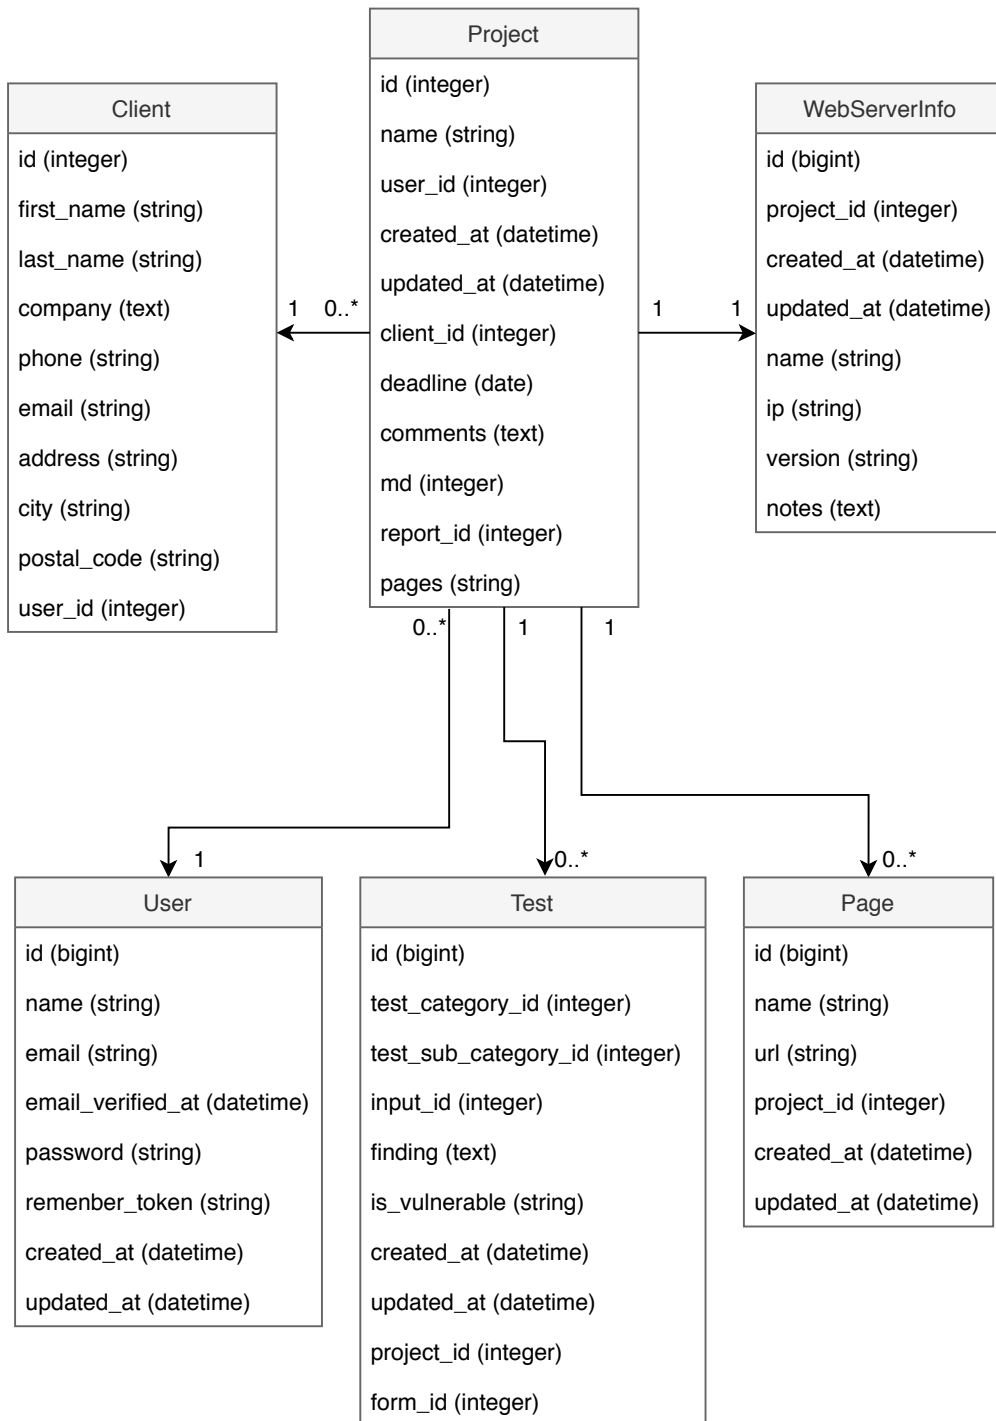 Project
id (integer)
name (string)
user_id (integer)
created_at (datetime)
updated_at (datetime)
client_id (integer)
deadline (date)
comments (text)
md (integer)
report_id (integer)
pages (string)
Client
id (integer)
first_name (string)
last_name (string)
company (text)
phone (string)
email (string)
address (string)
city (string)
postal_code (string)
user_id (integer)
WebServerInfo
id (bigint)
project_id (integer)
created_at (datetime)
updated_at (datetime)
name (string)
ip (string)
version (string)
notes (text)
1
0..*
1
1
0..*
1
1
1
0..*
0..*
User
id (bigint)
name (string)
email (string)
email_verified_at (datetime)
password (string)
remenber_token (string)
created_at (datetime)
updated_at (datetime)
Test
id (bigint)
test_category_id (integer)
test_sub_category_id (integer)
input_id (integer)
finding (text)
is_vulnerable (string)
created_at (datetime)
updated_at (datetime)
project_id (integer)
form_id (integer)
Page
id (bigint)
name (string)
url (string)
project_id (integer)
created_at (datetime)
updated_at (datetime)